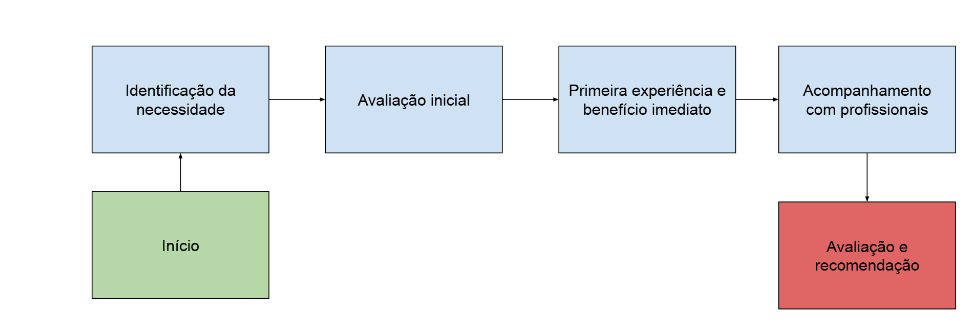 Identificação da
necessidade
Avaliação inicial
Primeira experiência e
benefício imediato
Acompanhamento
com profissionais
Início
Avaliação e
recomendação